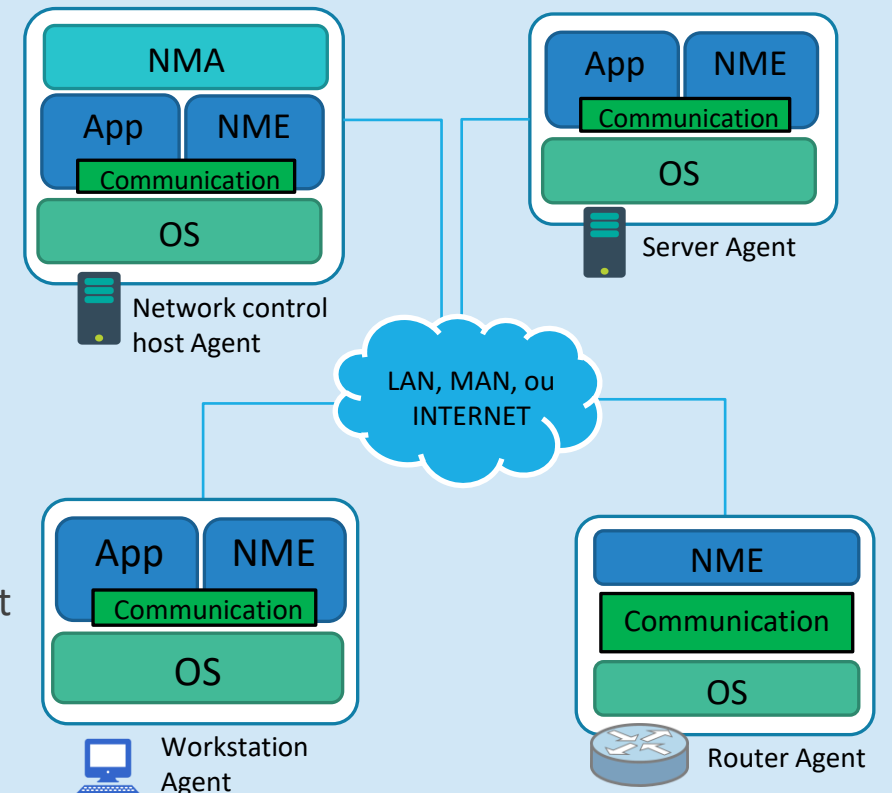 NMA
App NME
Communication
OS
Network control
host Agent
App NME
Communication
OS
Server Agent
LAN, MAN, ou
INTERNET
t
App NME
Communication
OS
Workstation
Agent
NME
Communication
OS
Router Agent